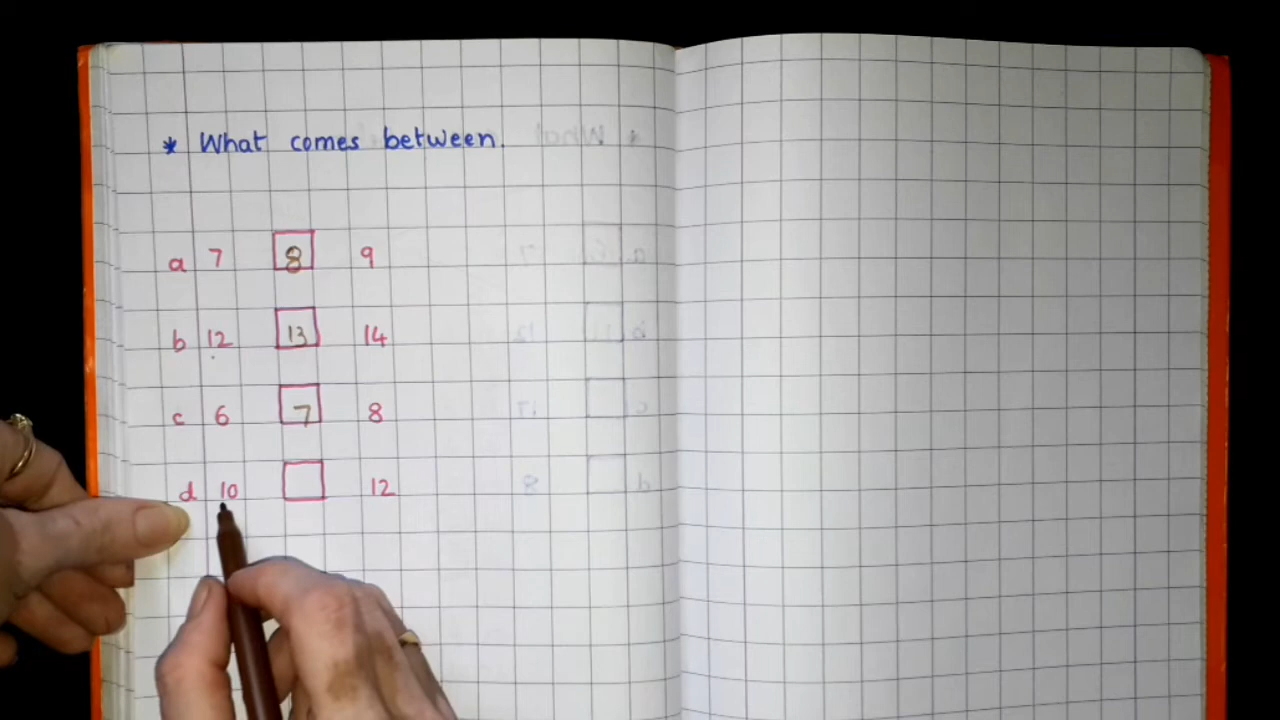 * What comes between.
a 7 8 9
b 12 13 14
c 6 7 8
d 10 12